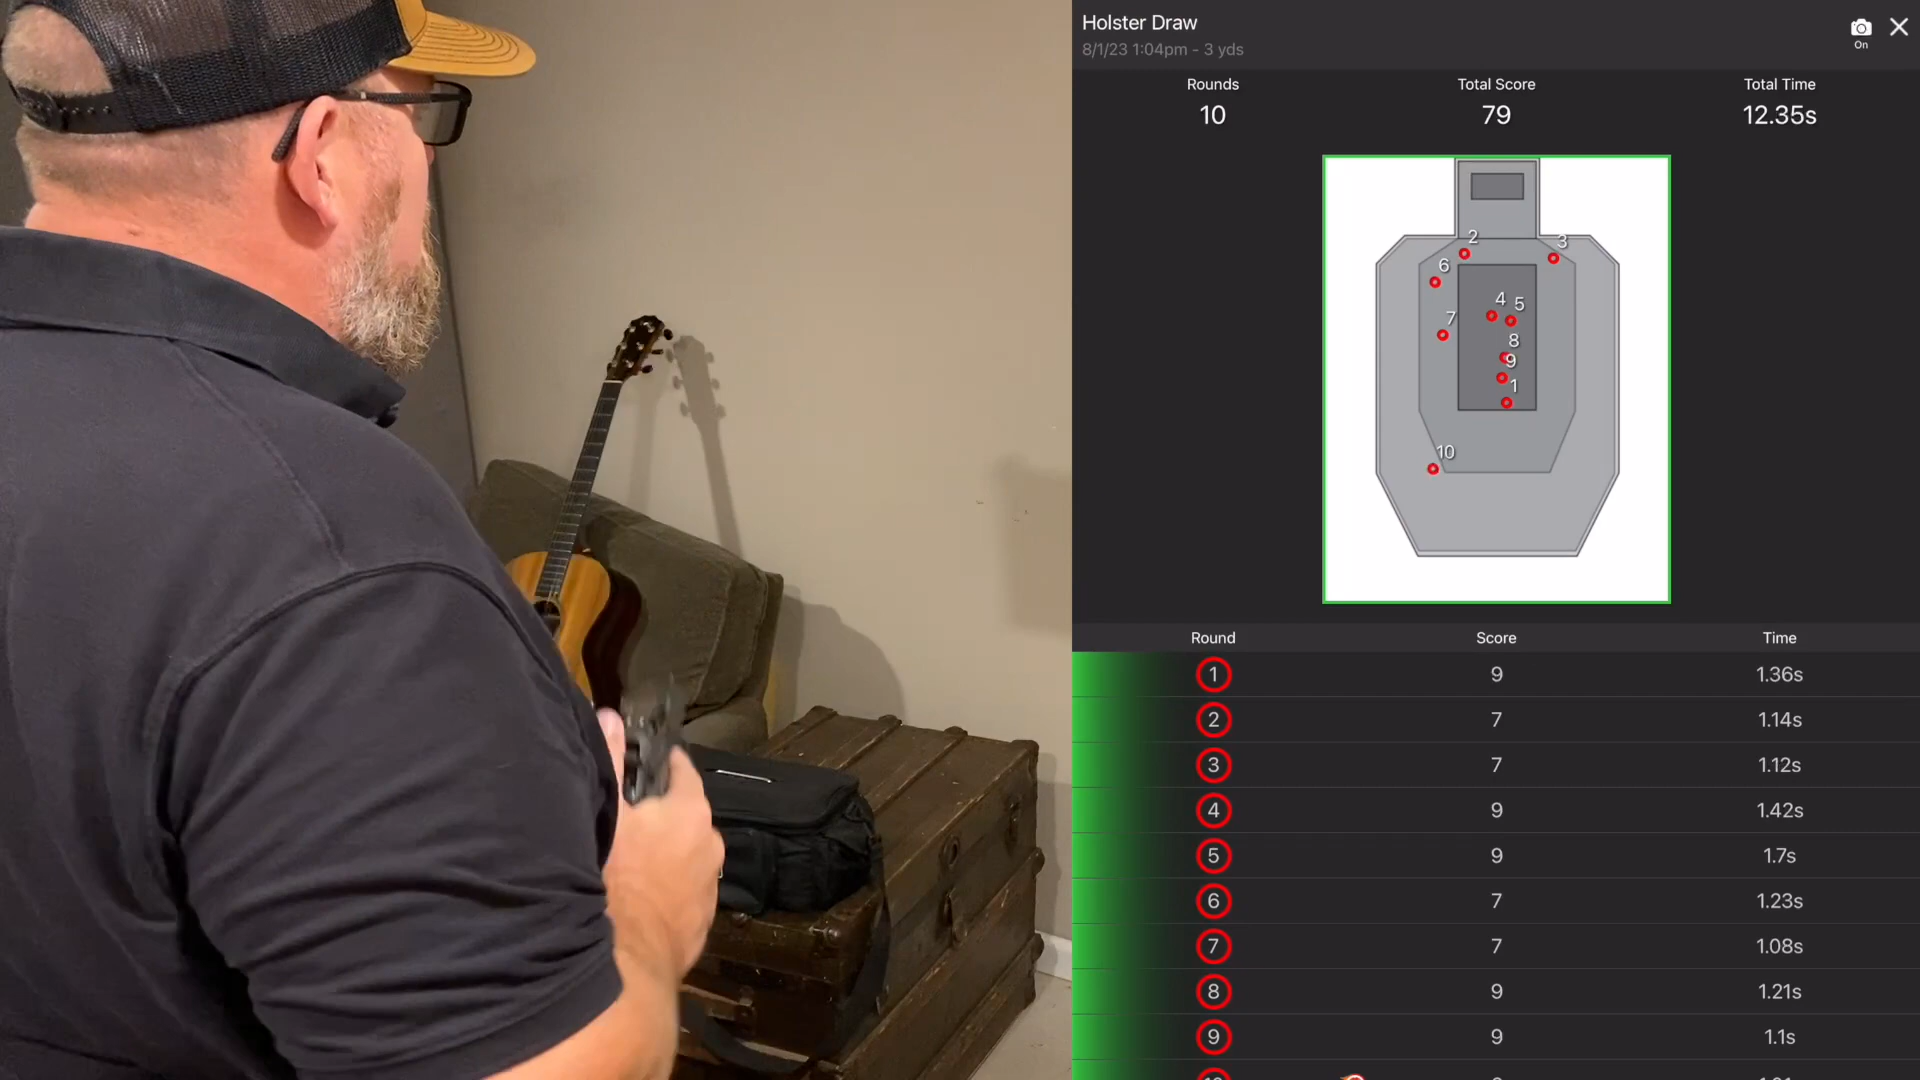 Holster Draw
8/1/23 1:04pm - 3 yds
On
Rounds Total Score Total Time
10 79 12.35s
2
3
6
4 5
7
8
9
1
10
Round Score Time
1 9 1.36s
2 7 1.14s
3 7 1.12s
4 9 1.42s
5 9 1.7s
6 7 1.23s
7 7 1.08s
8 9 1.21s
9 9 1.1s